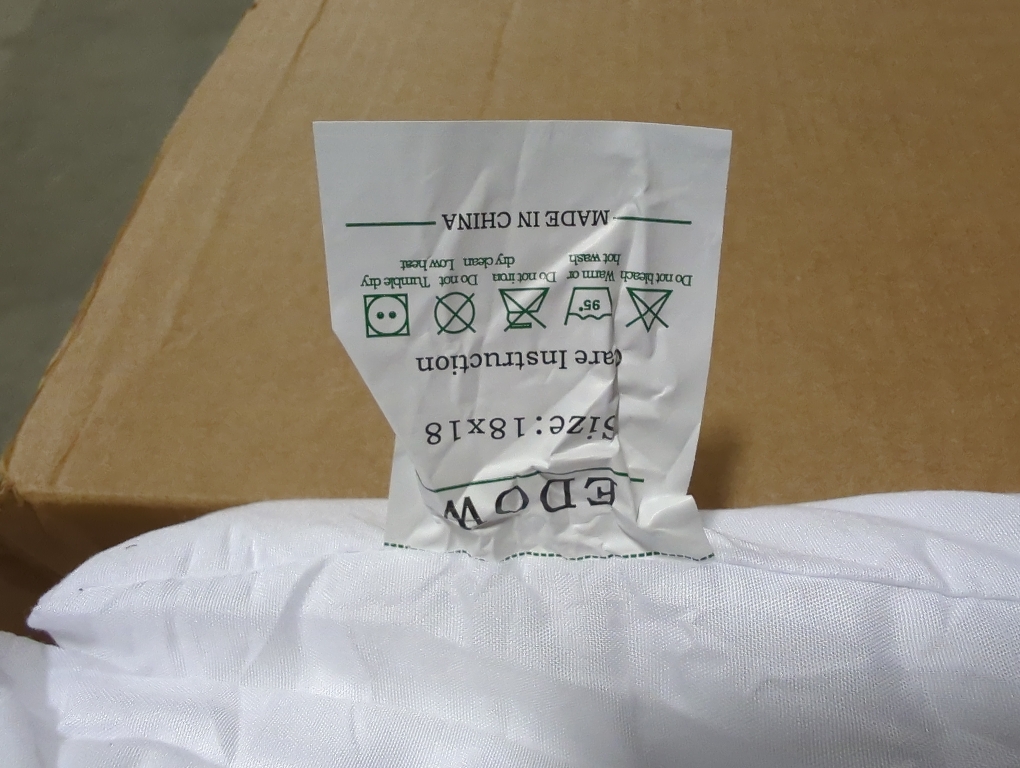 EDOW
Size:18x18
Care Instruction
95°
Do not bleach Warm or hot wash Do not iron Do not dry clean Tumble dry Low heat
MADE IN CHINA